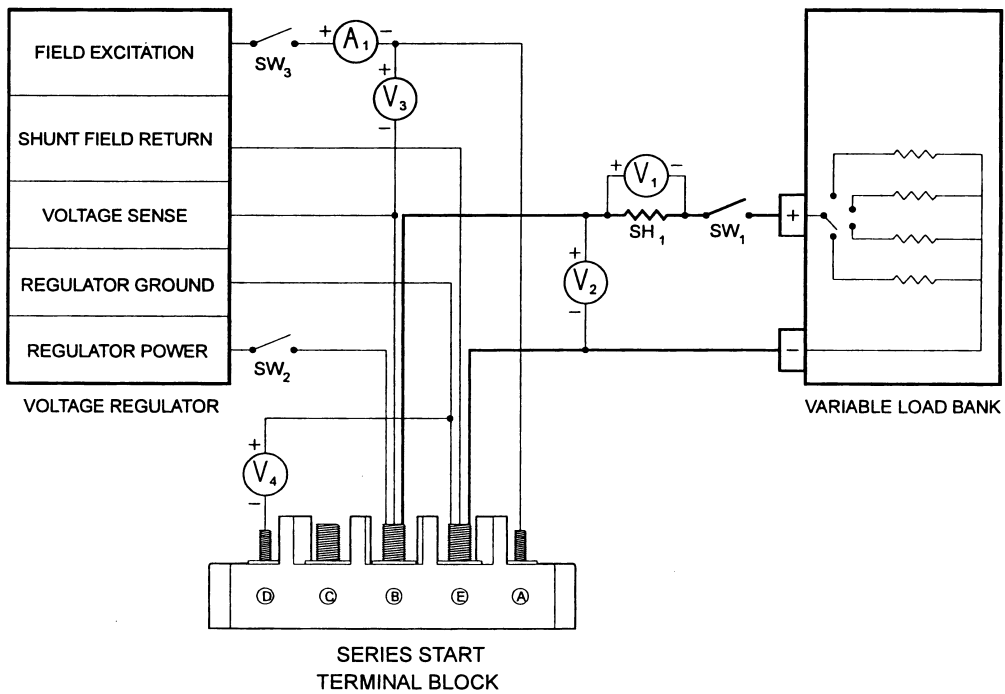 FIELD EXCITATION
SHUNT FIELD RETURN
VOLTAGE SENSE
REGULATOR GROUND
REGULATOR POWER
VOLTAGE REGULATOR
SW3
+ A1 −
+
V3
−
+ V1 −
SH1
SW1
+
V2
−
SW2
+
V4
−
+
−
VARIABLE LOAD BANK
D C B E A
SERIES START
TERMINAL BLOCK